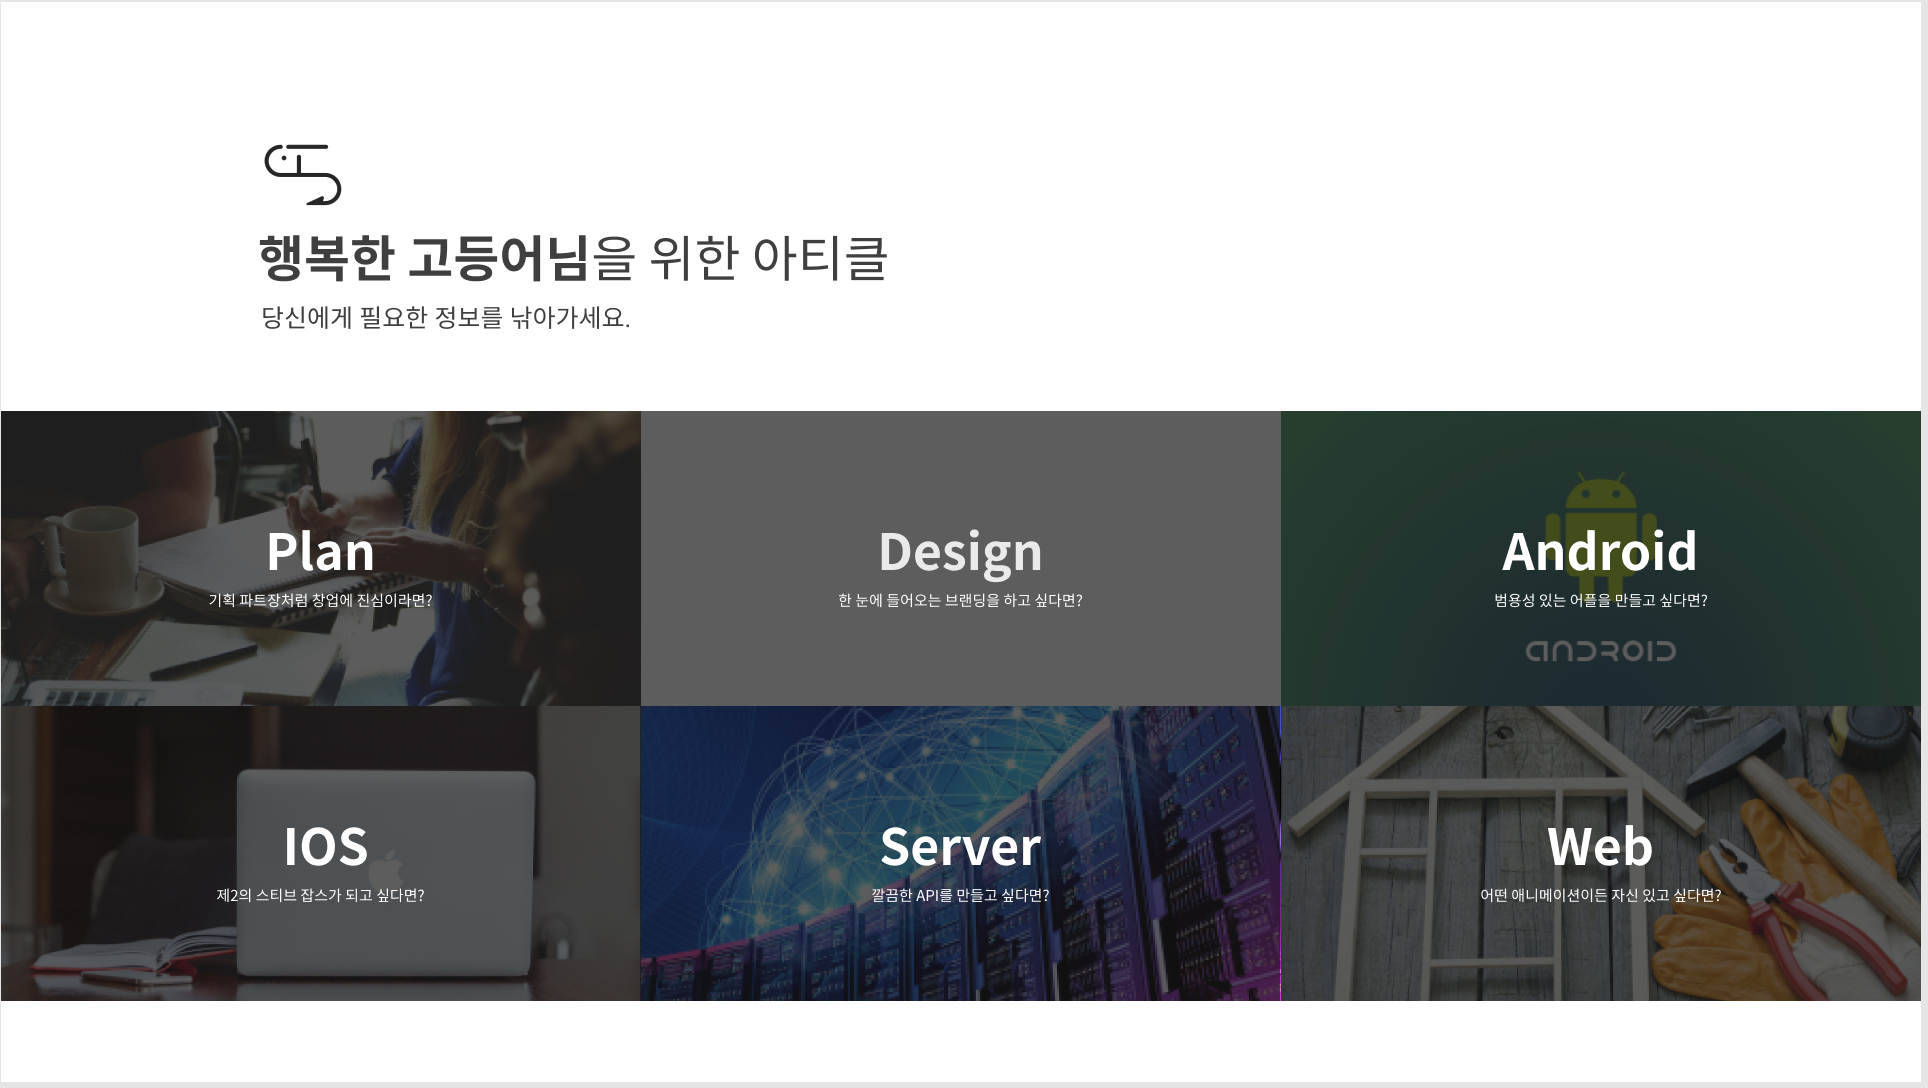 행복한 고등어님을 위한 아티클
당신에게 필요한 정보를 낚아가세요.
Plan
기획 파트장처럼 창업에 진심이라면?
Design
한 눈에 들어오는 브랜딩을 하고 싶다면?
Android
범용성 있는 어플을 만들고 싶다면?
ANDROID
IOS
제2의 스티브 잡스가 되고 싶다면?
Server
깔끔한 API를 만들고 싶다면?
Web
어떤 애니메이션이든 자신 있고 싶다면?